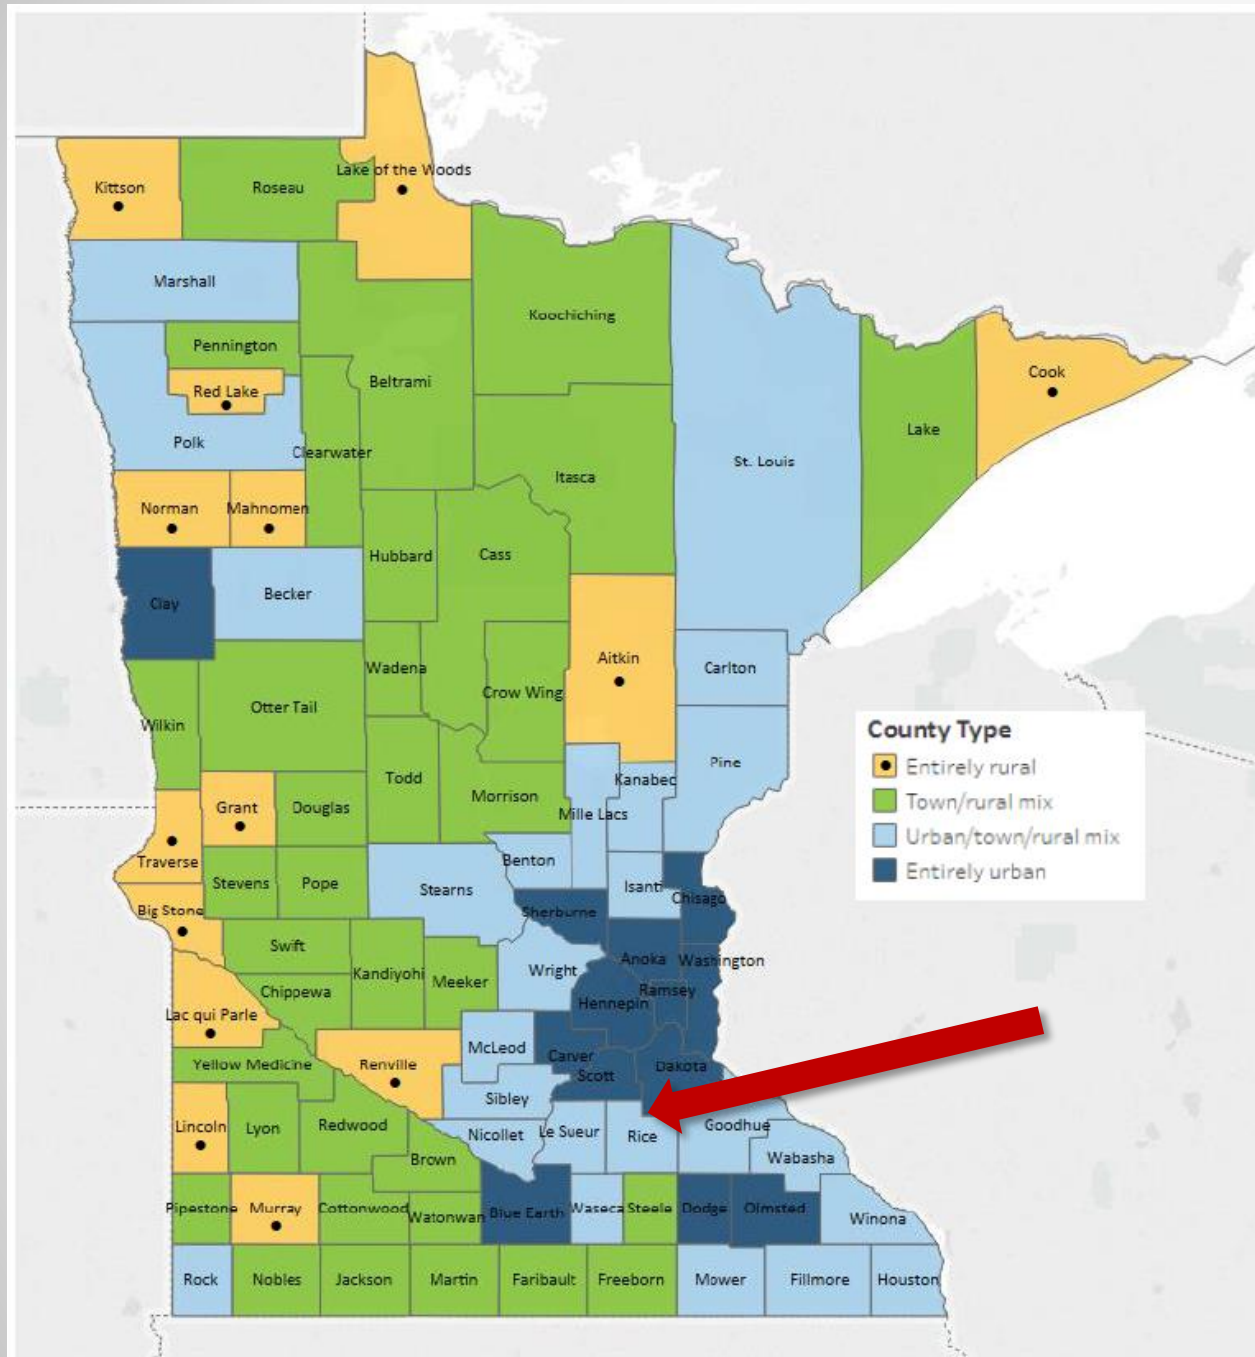 Kittson
Roseau
Lake of the Woods
Marshall
Koochiching
Pennington
Beltrami
Red Lake
Cook
Polk
Clearwater
Lake
St. Louis
Itasca
Norman
Mahnomen
Hubbard
Cass
Clay
Becker
Aitkin
Wadena
Carlton
Crow Wing
Otter Tail
Wilkin
Pine
Todd
Kanabec
Morrison
Grant
Douglas
Mille Lacs
Traverse
Benton
Stevens
Pope
Stearns
Isanti
Chisago
Big Stone
Sherburne
Swift
Kandiyohi
Meeker
Wright
Anoka
Washington
Chippewa
Ramsey
Hennepin
Lac qui Parle
McLeod
Carver
Yellow Medicine
Renville
Scott
Dakota
Sibley
Lincoln
Lyon
Redwood
Nicollet
Le Sueur
Rice
Goodhue
Brown
Wabasha
Pipestone
Murray
Cottonwood
Watonwan
Blue Earth
Waseca
Steele
Dodge
Olmsted
Winona
Rock
Nobles
Jackson
Martin
Faribault
Freeborn
Mower
Fillmore
Houston
County Type
Entirely rural
Town/rural mix
Urban/town/rural mix
Entirely urban